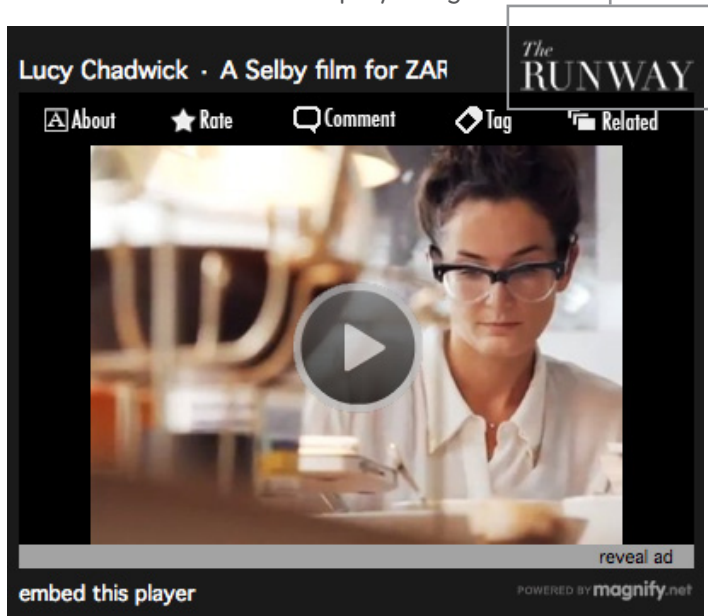 Lucy Chadwick · A Selby film for ZAR
The
RUNWAY
About
Rate
Comment
Tag
Related
reveal ad
embed this player
POWERED BY magnify.net